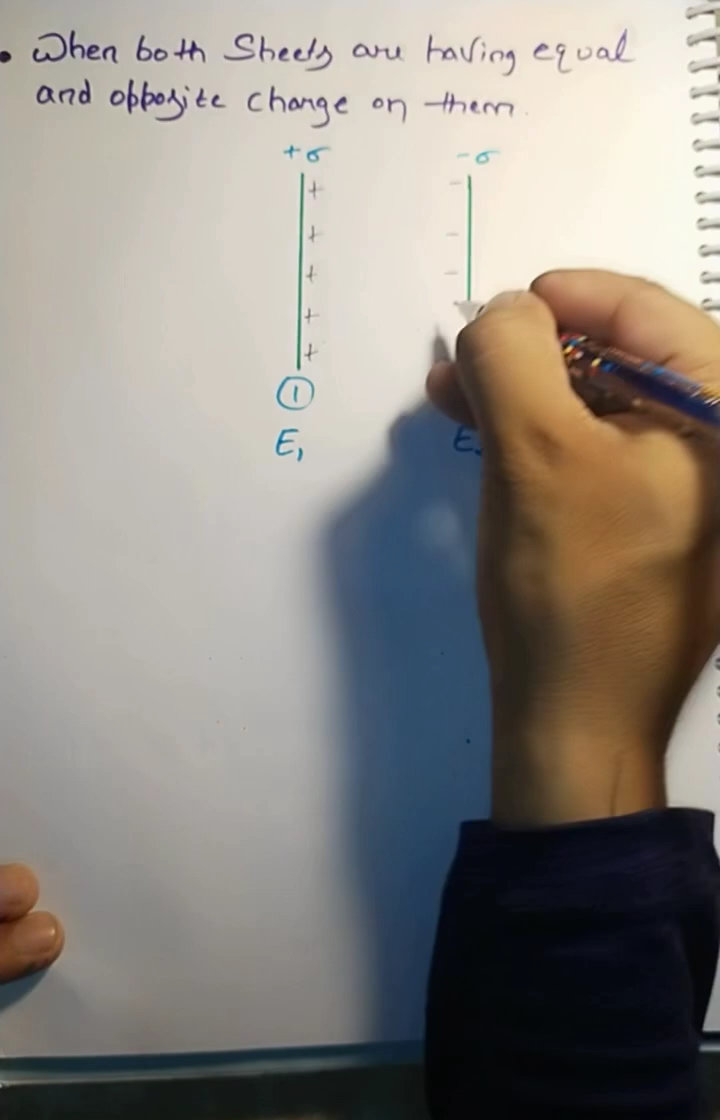 • When both Sheets are having equal
and opposite charge on them.
+σ -σ
+ -
+ -
+ -
+
+
①
E₁ E